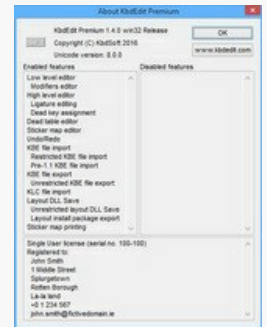 About KbdEdit Premium
KbdEdit Premium 1.4.0 win32 Release
Copyright (C) KbdSoft 2016
Unicode version: 8.0.0
OK
www.kbdedit.com
Enabled features
Disabled features
Low level editor
Modifiers editor
High level editor
Ligature editing
Dead key assignment
Dead table editor
Sticker map editor
Undo/Redo
KBE file import
Restricted KBE file import
Pre-1.1 KBE file import
KBE file export
Unrestricted KBE file export
KLC file import
Layout DLL Save
Unrestricted layout DLL Save
Layout install package export
Sticker map printing
Single User license (serial no. 100-100)
Registered to:
John Smith
1 Middle Street
Splurgetown
Rotten Borough
La-la land
+0 1 234 567
john.smith@fictivedomain.ie